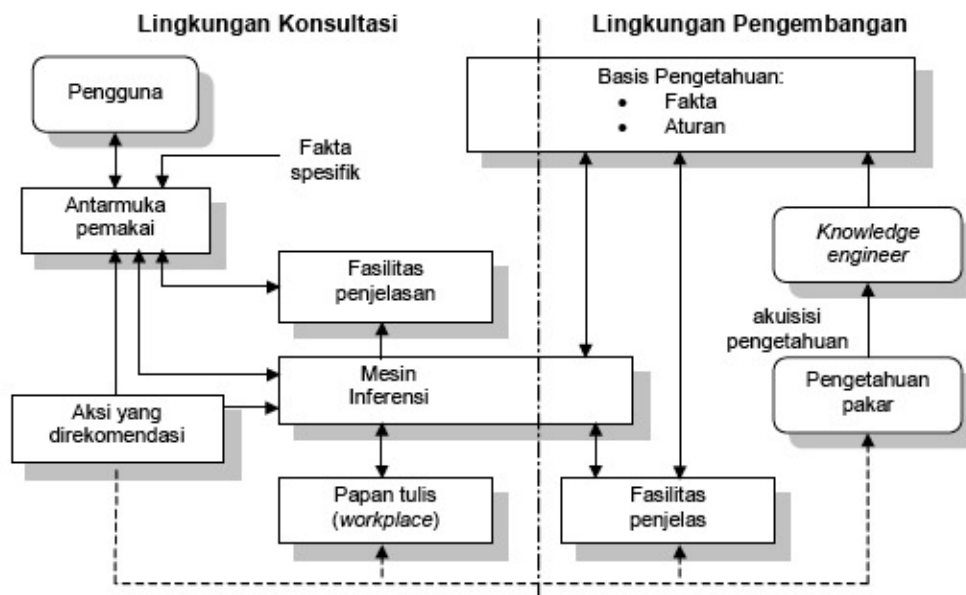 Lingkungan Konsultasi
Lingkungan Pengembangan
Pengguna
Basis Pengetahuan:
• Fakta
• Aturan
Fakta
spesifik
Antarmuka
pemakai
Knowledge
engineer
Fasilitas
penjelasan
akuisisi
pengetahuan
Mesin
Inferensi
Pengetahuan
pakar
Aksi yang
direkomendasi
Papan tulis
(workplace)
Fasilitas
penjelas